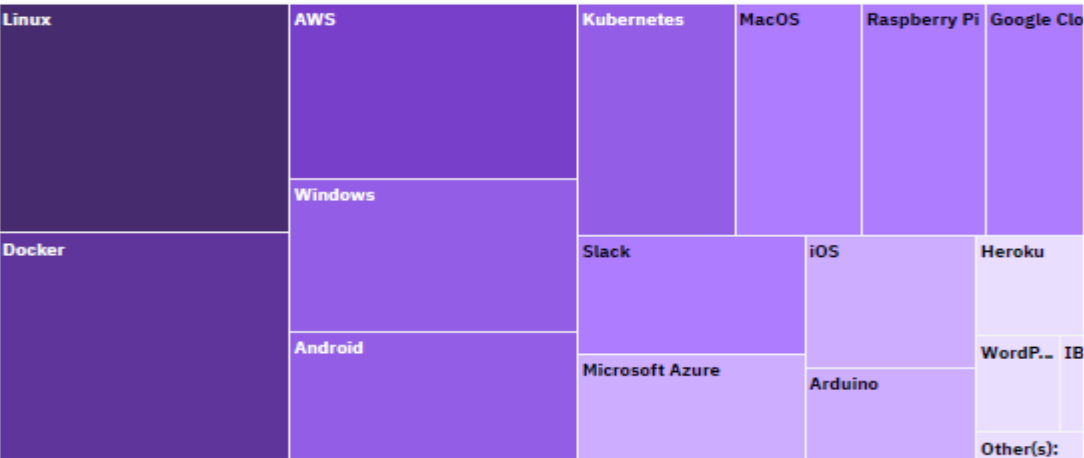 Linux
AWS
Kubernetes
MacOS
Raspberry Pi
Google Clo
Windows
Docker
Slack
iOS
Heroku
Android
WordP...
IB
Microsoft Azure
Arduino
Other(s):